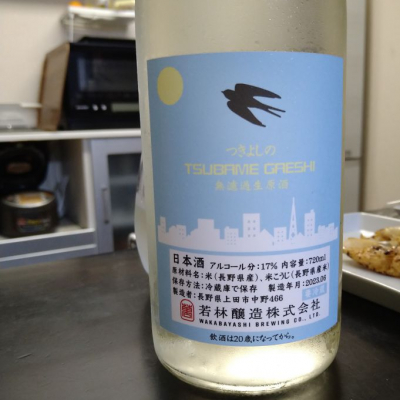 つきよしの
TSUBAME GAESHI
無濾過生原酒
日本酒 アルコール分:17% 内容量:720ml
原材料名:米(長野県産)、米こうじ(長野県産米)
保存方法:冷蔵庫で保存 製造年月:2023.06
製造者:長野県上田市中野466
若林醸造株式会社
WAKABAYASHI BREWING CO., LTD.
飲酒は20歳になってから。